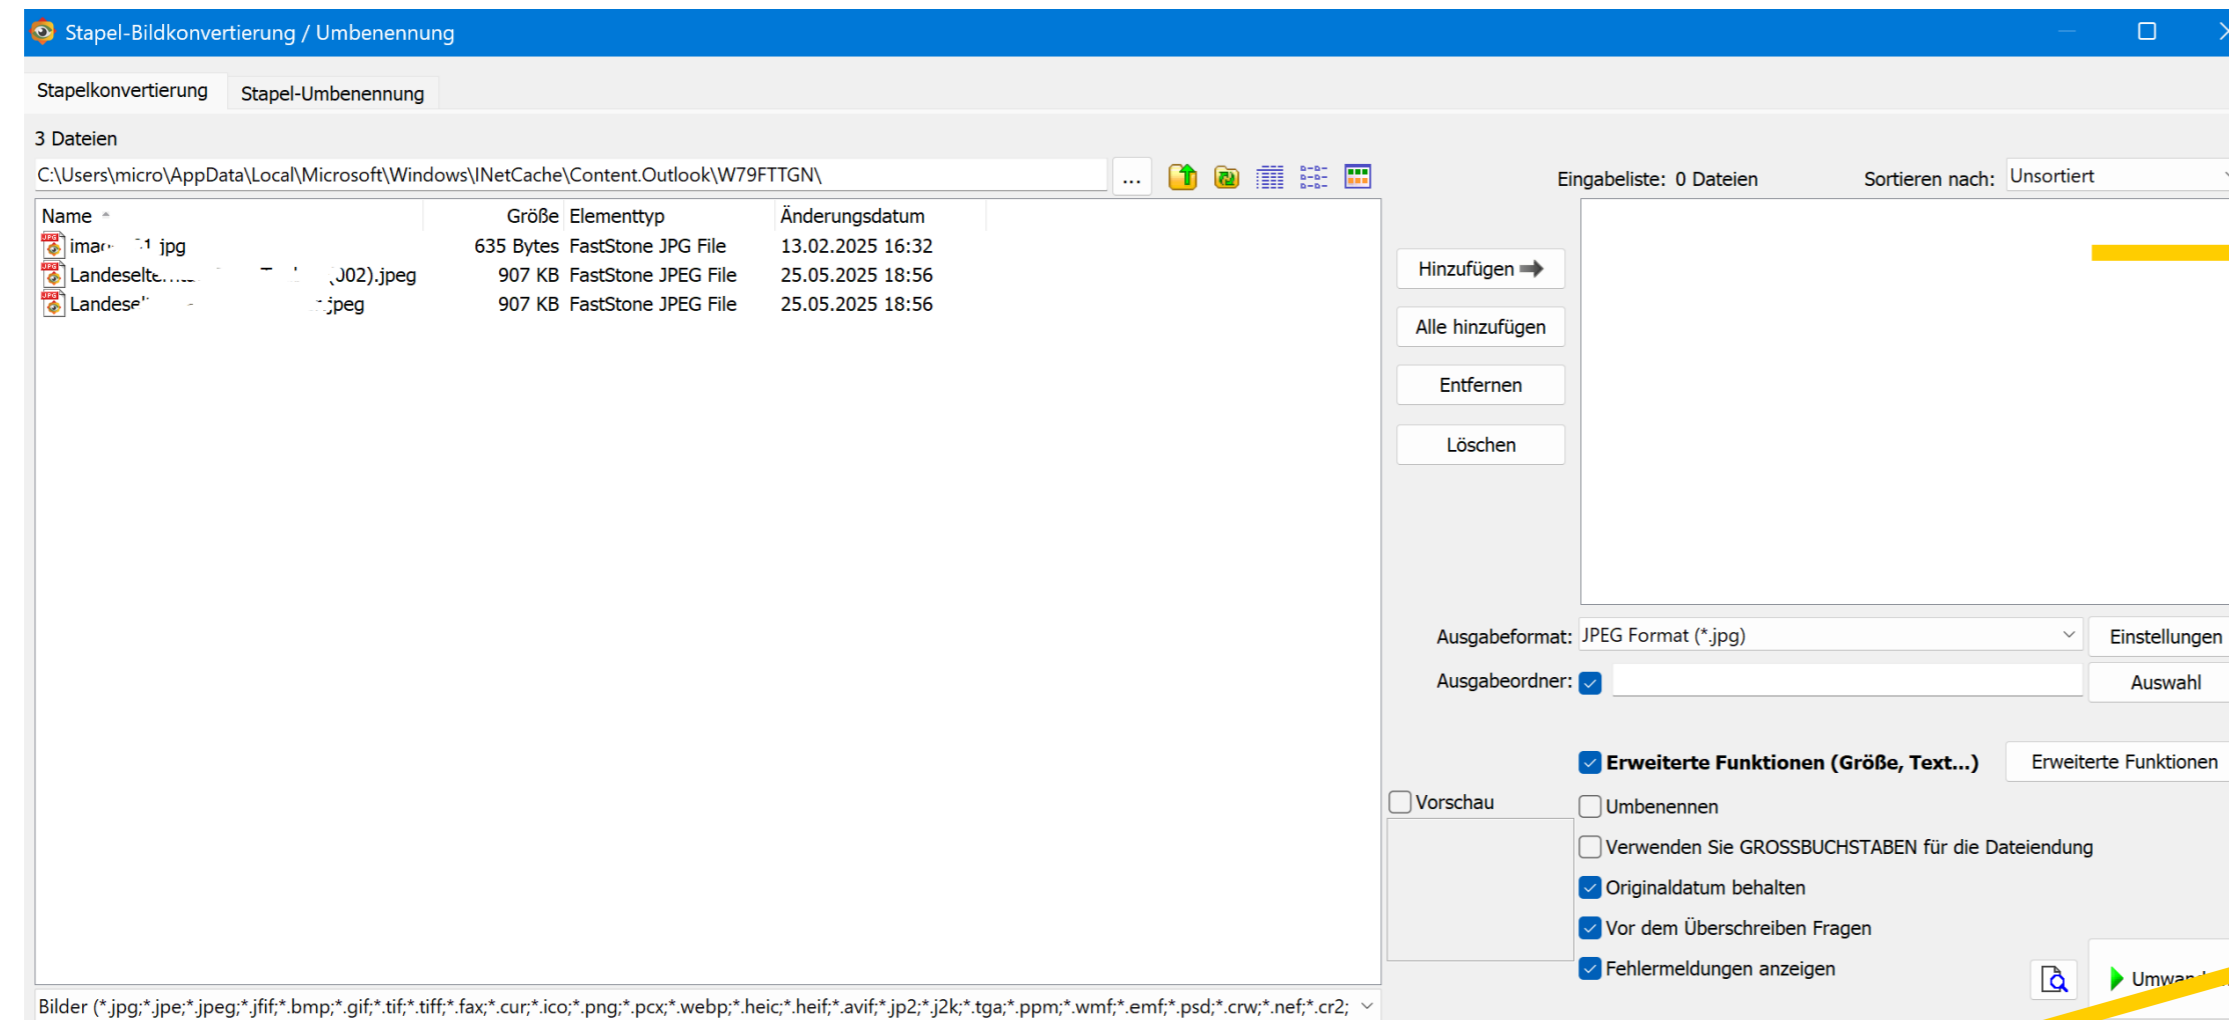 Stapel-Bildkonvertierung / Umbenennung
Stapelkonvertierung Stapel-Umbenennung
3 Dateien
C:\Users\micro\AppData\Local\Microsoft\Windows\INetCache\Content.Outlook\W79FTTGN\ ...
Eingabeliste: 0 Dateien Sortieren nach: Unsortiert
Name Größe Elementtyp Änderungsdatum
jpg 635 Bytes FastStone JPG File 13.02.2025 16:32
002).jpeg 907 KB FastStone JPEG File 25.05.2025 18:56
jpeg 907 KB FastStone JPEG File 25.05.2025 18:56
Hinzufügen
Alle hinzufügen
Entfernen
Löschen
Ausgabeformat: JPEG Format (*.jpg) Einstellungen
Ausgabeordner: Auswahl
Erweiterte Funktionen (Größe, Text...) Erweiterte Funktionen
Vorschau
Umbenennen
Verwenden Sie GROSSBUCHSTABEN für die Dateiendung
Originaldatum behalten
Vor dem Überschreiben Fragen
Fehlermeldungen anzeigen
Bilder (*.jpg;*.jpe;*.jpeg;*.jfif;*.bmp;*.gif;*.tif;*.tiff;*.fax;*.cur;*.ico;*.png;*.pcx;*.webp;*.heic;*.heif;*.avif;*.jp2;*.j2k;*.tga;*.ppm;*.wmf;*.emf;*.psd;*.crw;*.nef;*.cr2;